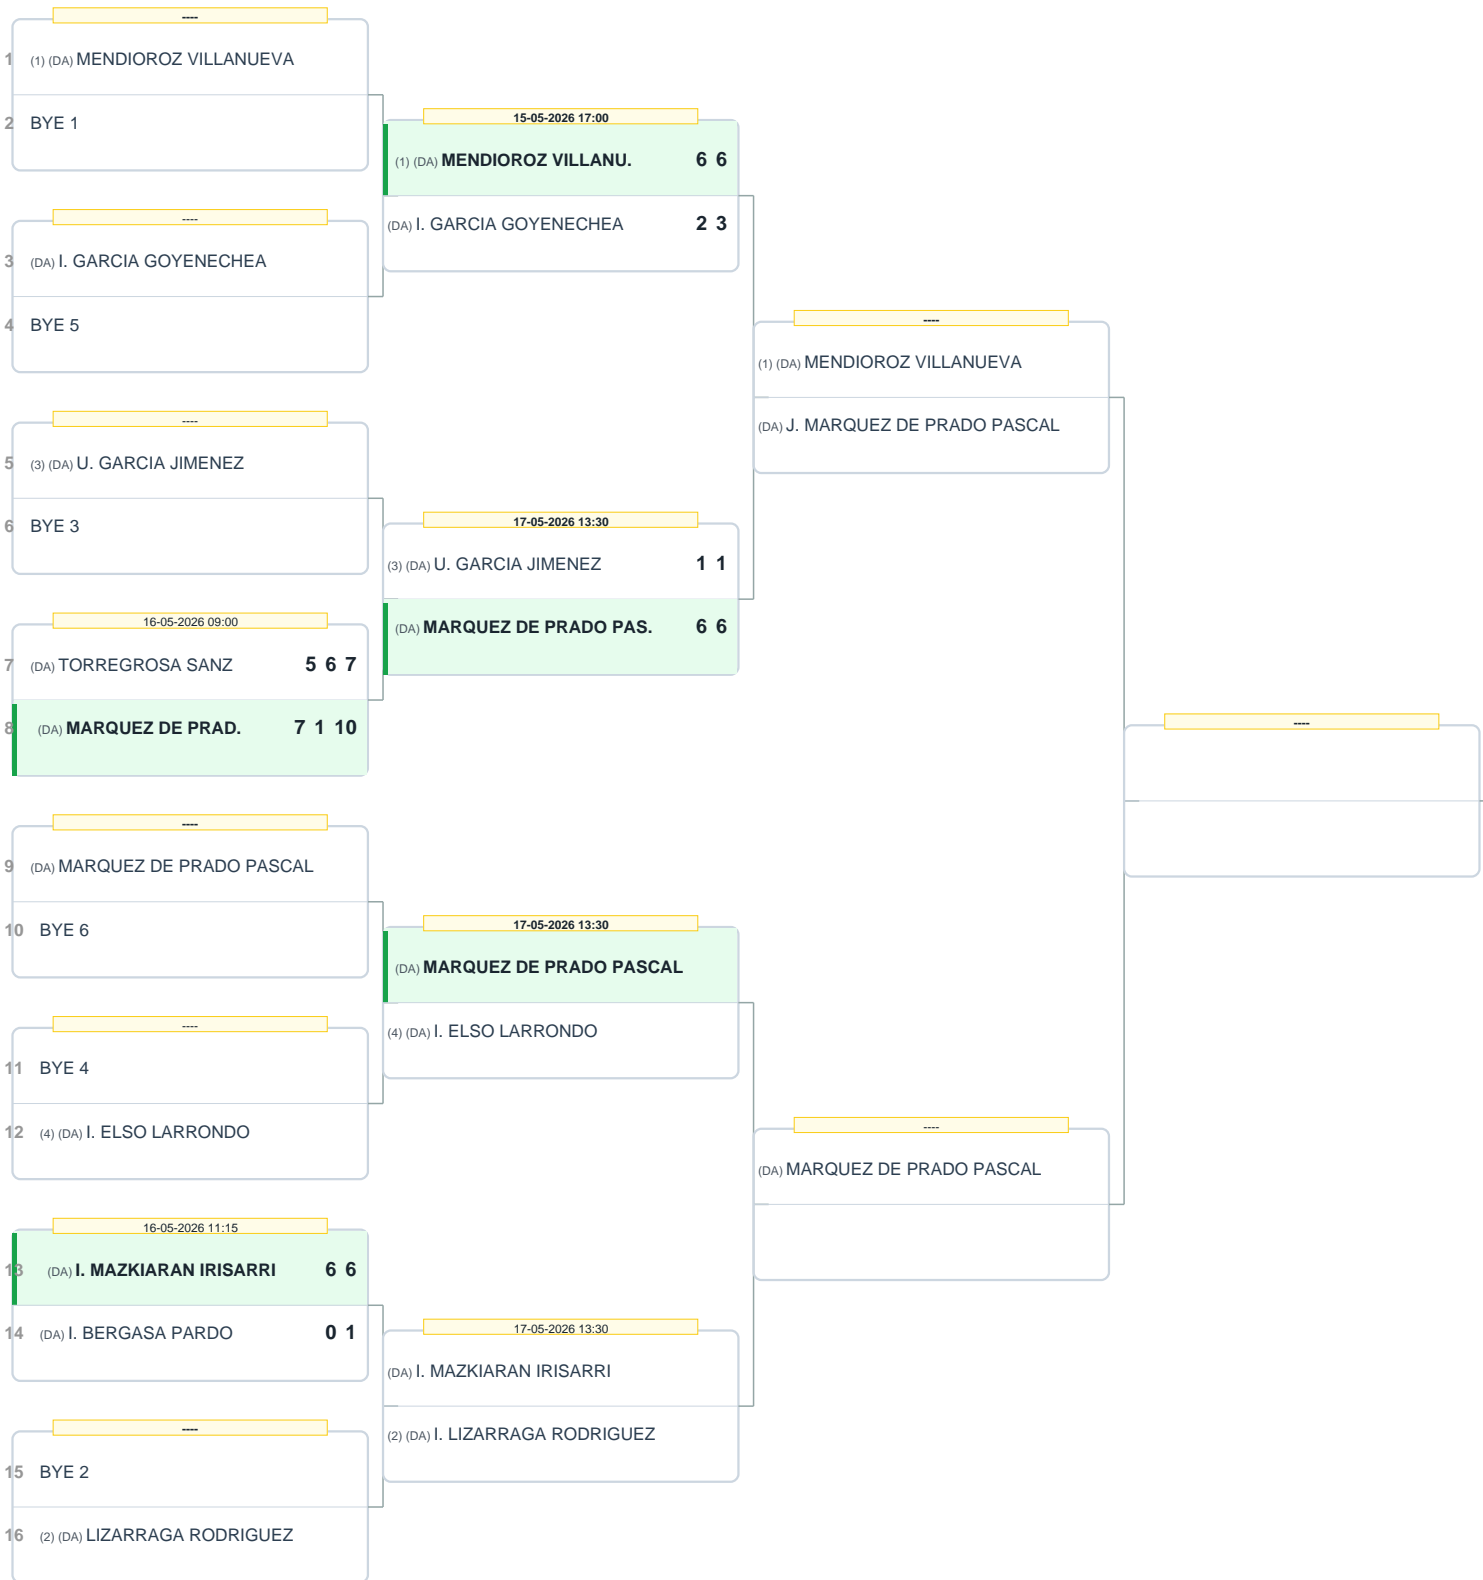 ----
1 (1) (DA) MENDIOROZ VILLANUEVA
2 BYE 1
----
3 (DA) I. GARCIA GOYENECHEA
4 BYE 5
----
5 (3) (DA) U. GARCIA JIMENEZ
6 BYE 3
16-05-2026 09:00
7 (DA) TORREGROSA SANZ 5 6 7
8 (DA) MARQUEZ DE PRAD. 7 1 10
----
9 (DA) MARQUEZ DE PRADO PASCAL
10 BYE 6
----
11 BYE 4
12 (4) (DA) I. ELSO LARRONDO
16-05-2026 11:15
13 (DA) I. MAZKIARAN IRISARRI 6 6
14 (DA) I. BERGASA PARDO 0 1
----
15 BYE 2
16 (2) (DA) LIZARRAGA RODRIGUEZ
15-05-2026 17:00
(1) (DA) MENDIOROZ VILLANU. 6 6
(DA) I. GARCIA GOYENECHEA 2 3
17-05-2026 13:30
(3) (DA) U. GARCIA JIMENEZ 1 1
(DA) MARQUEZ DE PRADO PAS. 6 6
17-05-2026 13:30
(DA) MARQUEZ DE PRADO PASCAL
(4) (DA) I. ELSO LARRONDO
17-05-2026 13:30
(DA) I. MAZKIARAN IRISARRI
(2) (DA) I. LIZARRAGA RODRIGUEZ
----
(1) (DA) MENDIOROZ VILLANUEVA
(DA) J. MARQUEZ DE PRADO PASCAL
----
(DA) MARQUEZ DE PRADO PASCAL
----